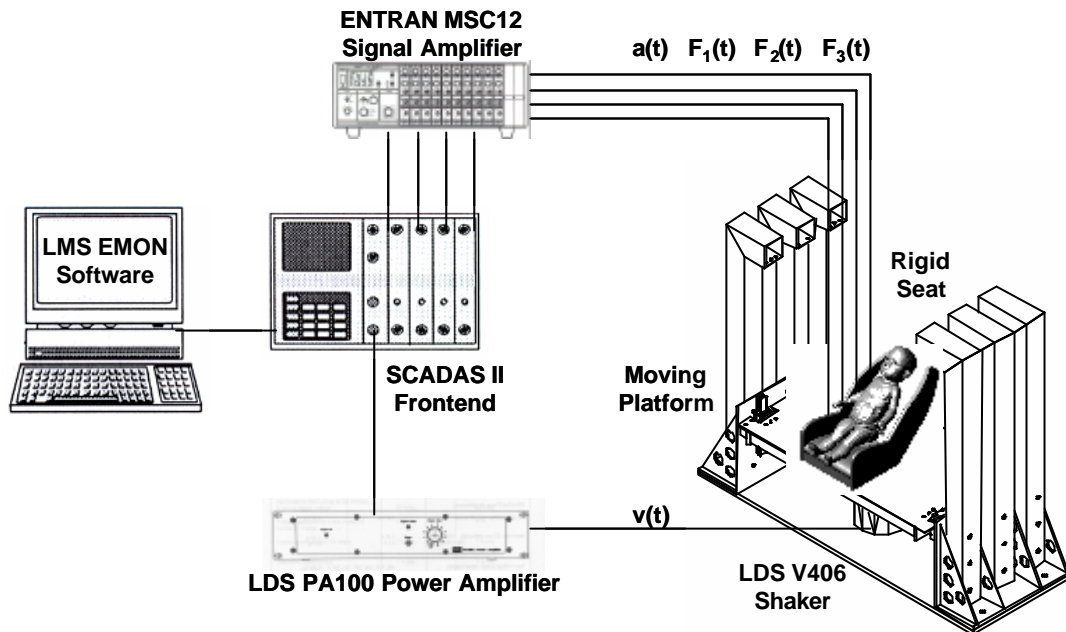 ENTRAN MSC12
Signal Amplifier
a(t) F1(t) F2(t) F3(t)
LMS EMON
Software
Rigid
Seat
SCADAS II
Frontend
Moving
Platform
v(t)
LDS PA100 Power Amplifier
LDS V406
Shaker